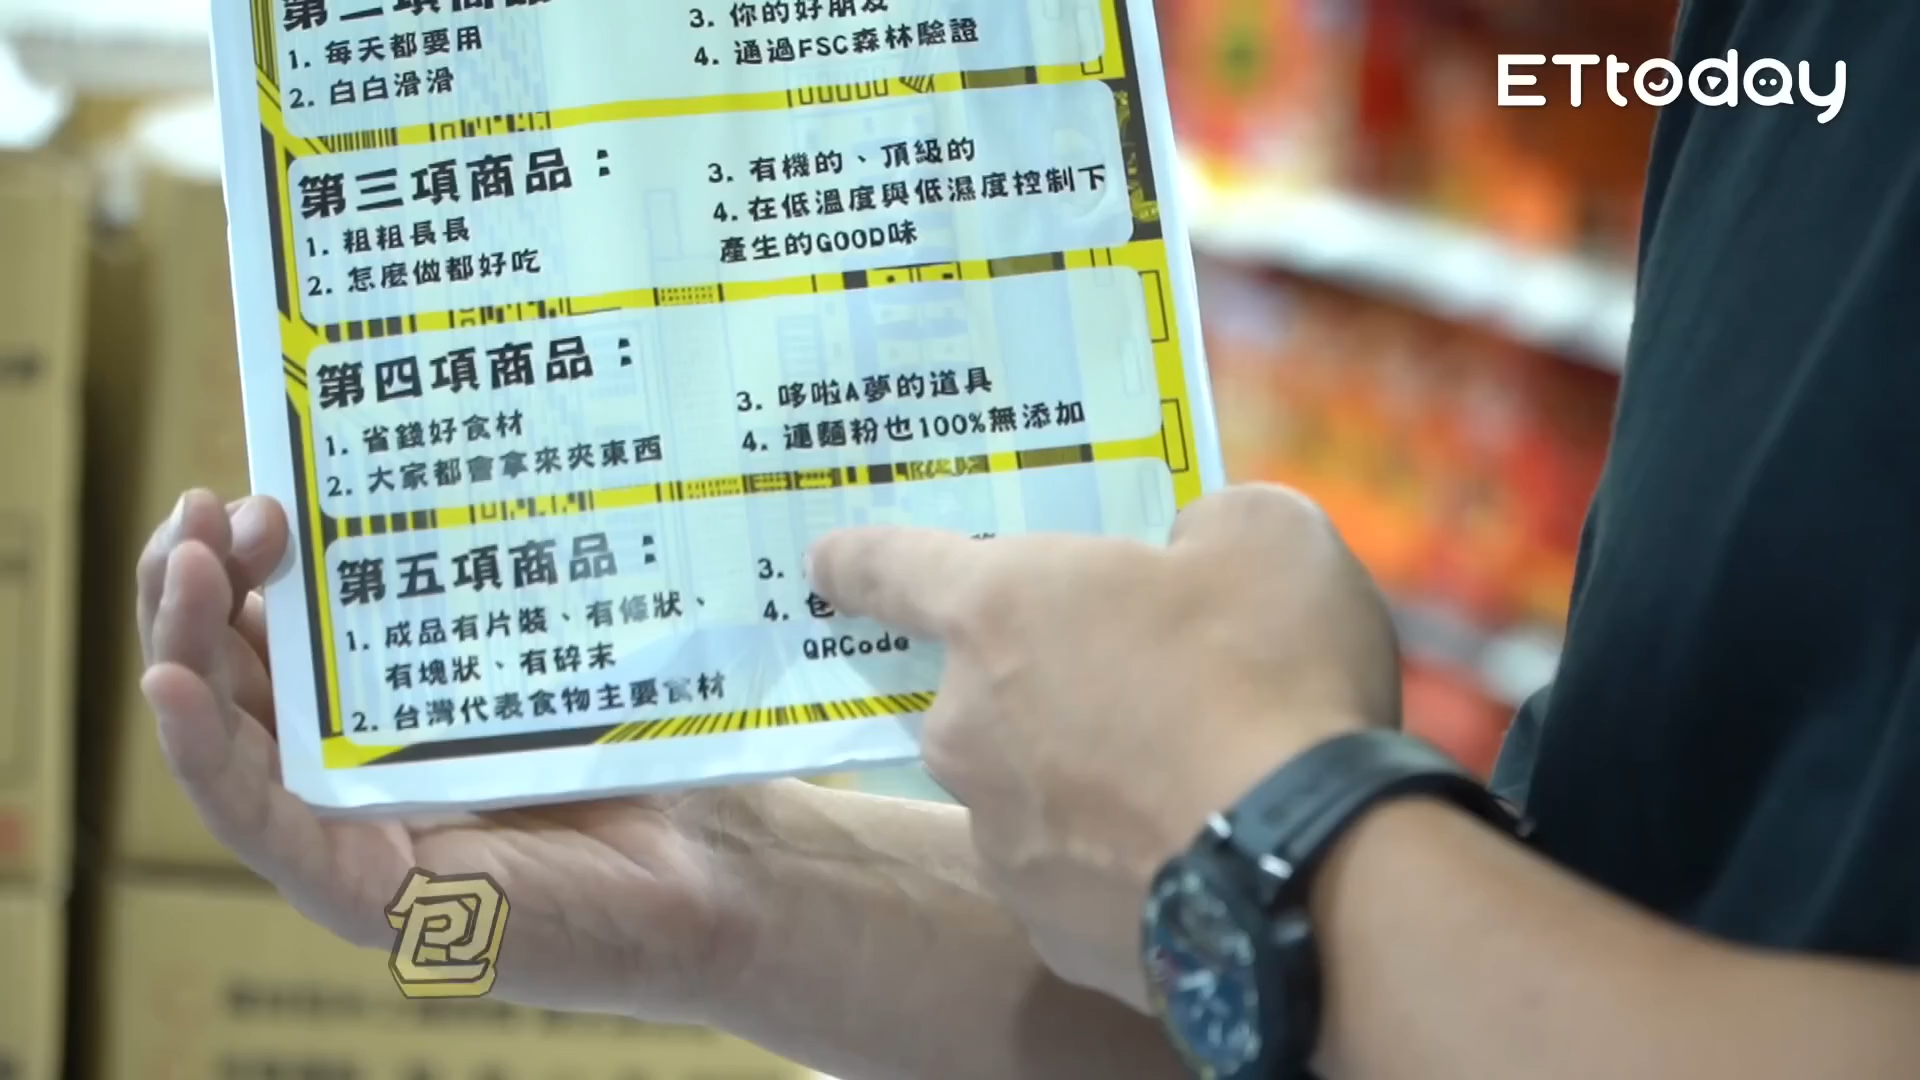 ETtoday
1. 每天都要用
2. 白白滑滑
3. 你的好朋友
4. 通過FSC森林驗證
第三項商品：
1. 粗粗長長
2. 怎麼做都好吃
3. 有機的、頂級的
4. 在低溫度與低濕度控制下
產生的GOOD味
第四項商品：
1. 省錢好食材
2. 大家都會拿來夾東西
3. 哆啦A夢的道具
4. 連麵粉也100%無添加
第五項商品：
1. 成品有片裝、有條狀、
有塊狀、有碎末
2. 台灣代表食物主要食材
3.
4. 包
QRCode
包